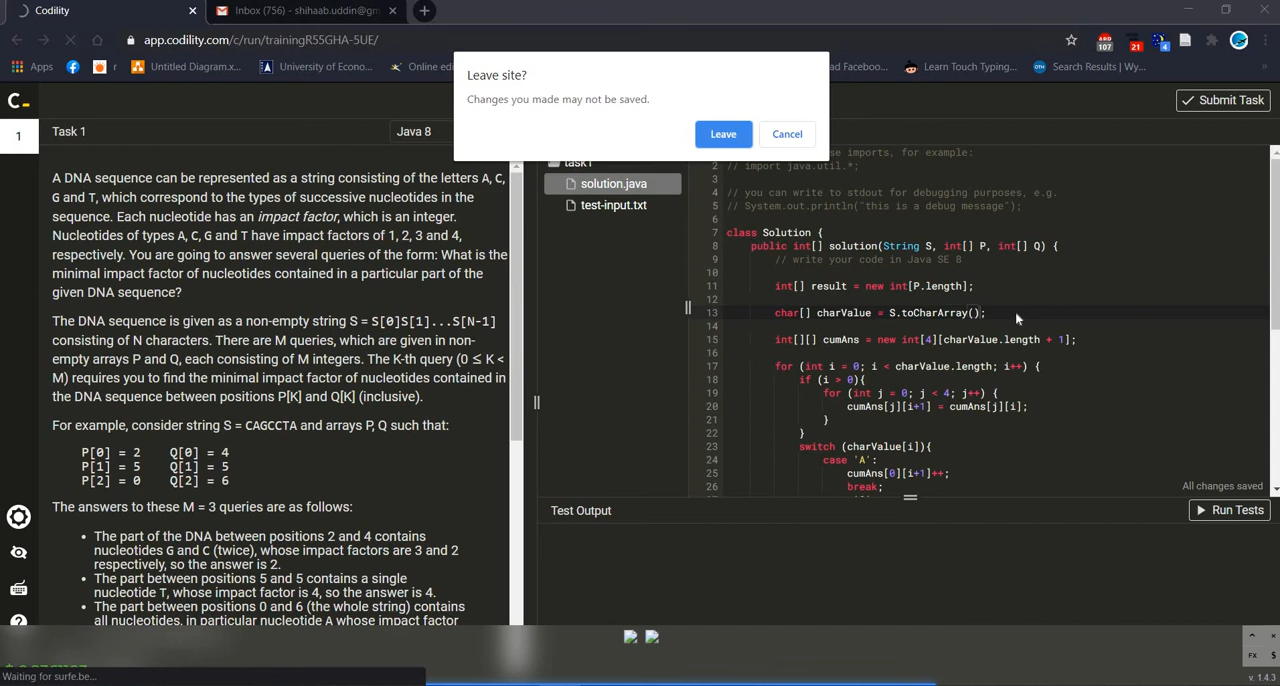 Codility
Inbox (756) - shihaab.uddin@gm
app.codility.com/c/run/trainingR55GHA-5UE/
107
21
4
Apps
r
Untitled Diagram.x...
University of Econo...
Online edi
ad Faceboo...
Learn Touch Typing...
Search Results | Wy...
Leave site?
Changes you made may not be saved.
Leave
Cancel
C_
Submit Task
1
Task 1
Java 8
A DNA sequence can be represented as a string consisting of the letters A, C,
G and T, which correspond to the types of successive nucleotides in the
sequence. Each nucleotide has an impact factor, which is an integer.
Nucleotides of types A, C, G and T have impact factors of 1, 2, 3 and 4,
respectively. You are going to answer several queries of the form: What is the
minimal impact factor of nucleotides contained in a particular part of the
given DNA sequence?
The DNA sequence is given as a non-empty string S = S[0]S[1]...S[N-1]
consisting of N characters. There are M queries, which are given in non-
empty arrays P and Q, each consisting of M integers. The K-th query (0 ≤ K <
M) requires you to find the minimal impact factor of nucleotides contained in
the DNA sequence between positions P[K] and Q[K] (inclusive).
For example, consider string S = CAGCCTA and arrays P, Q such that:
P[0] = 2 Q[0] = 4
P[1] = 5 Q[1] = 5
P[2] = 0 Q[2] = 6
The answers to these M = 3 queries are as follows:
• The part of the DNA between positions 2 and 4 contains
nucleotides G and C (twice), whose impact factors are 3 and 2
respectively, so the answer is 2.
• The part between positions 5 and 5 contains a single
nucleotide T, whose impact factor is 4, so the answer is 4.
• The part between positions 0 and 6 (the whole string) contains
all nucleotides, in particular nucleotide A whose impact factor
task1
solution.java
test-input.txt
se imports, for example:
2 // import java.util.*;
3
4 // you can write to stdout for debugging purposes, e.g.
5 // System.out.println("this is a debug message");
6
7 class Solution {
8 public int[] solution(String S, int[] P, int[] Q) {
9 // write your code in Java SE 8
10
11 int[] result = new int[P.length];
12
13 char[] charValue = S.toCharArray();
14
15 int[][] cumAns = new int[4][charValue.length + 1];
16
17 for (int i = 0; i < charValue.length; i++) {
18 if (i > 0){
19 for (int j = 0; j < 4; j++) {
20 cumAns[j][i+1] = cumAns[j][i];
21 }
22 }
23 switch (charValue[i]){
24 case 'A':
25 cumAns[0][i+1]++;
26 break;
All changes saved
Test Output
Run Tests
Waiting for surfe.be...
FX $
v. 1.4.3